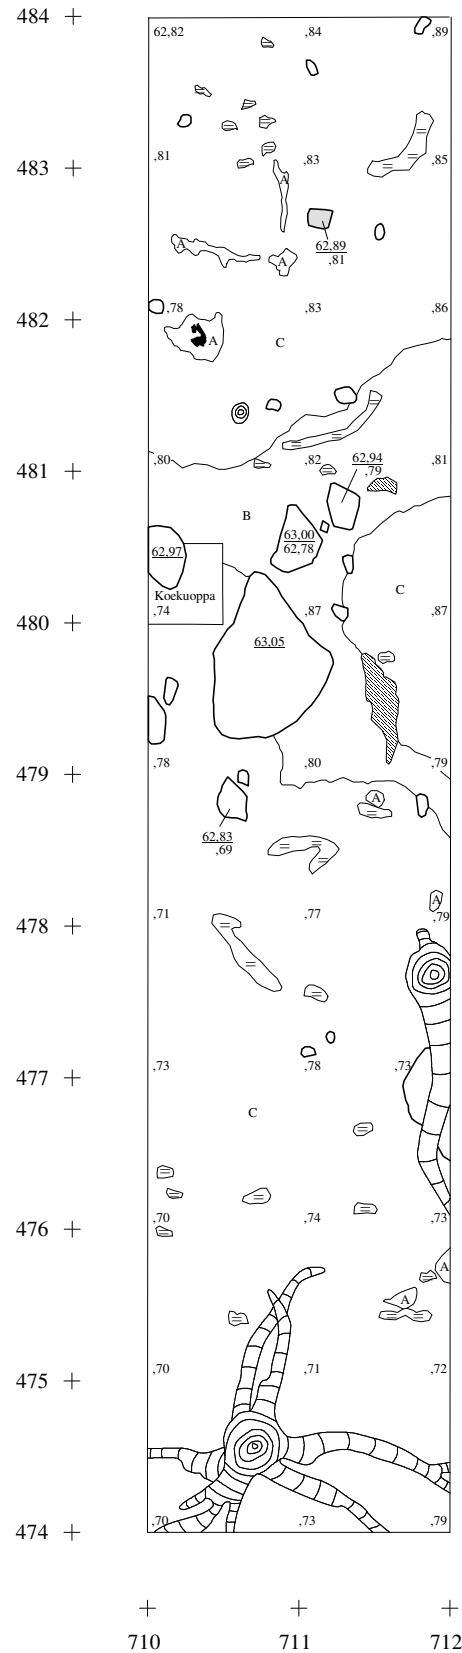 484 62,82 ,84 ,89
483 ,81 ,83 ,85
A
A A 62,89
,81
482 ,78 ,83 ,86
A C
481 ,80 ,82 62,94 ,81
,79
B 63,00
62,78
62,97
C
Koekuoppa
480 ,74 ,87 ,87
63,05
479 ,78 ,80 ,79
A
62,83
,69
A
478 ,71 ,77 ,79
477 ,73 ,78 ,73
C
476 ,70 ,74 ,73
A
A
475 ,70 ,71 ,72
474 ,70 ,73 ,79
710 711 712